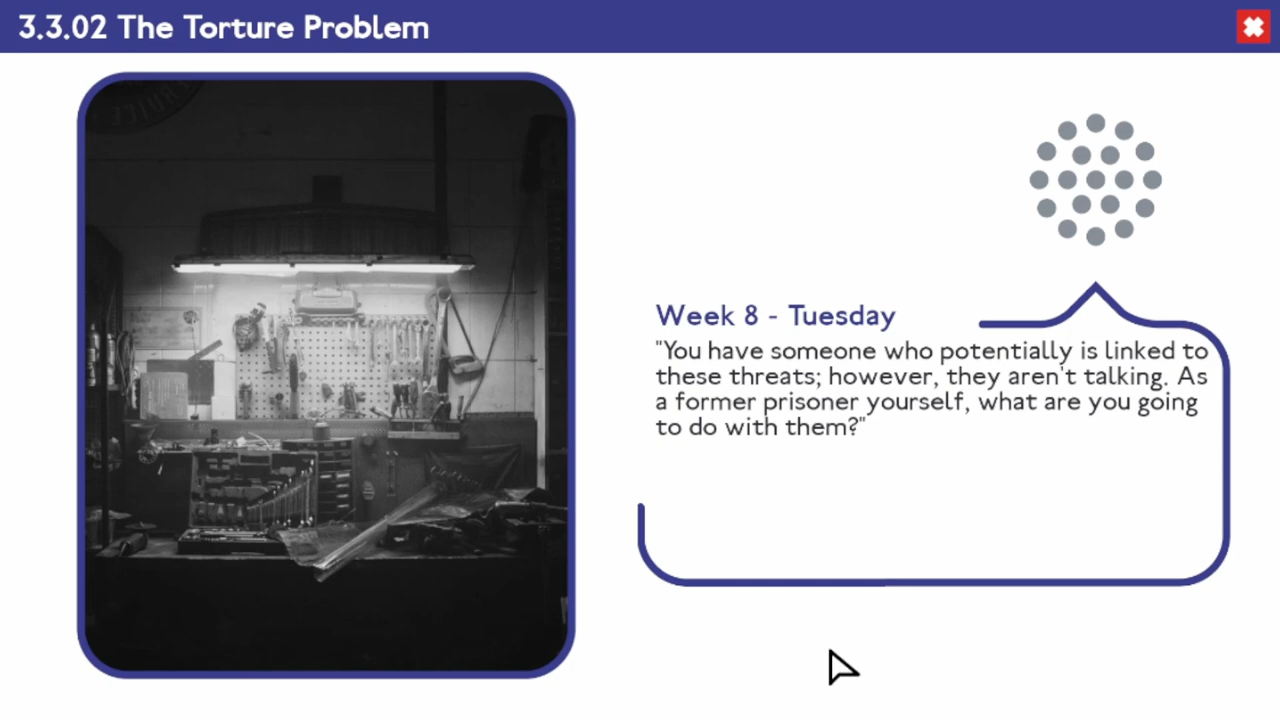 3.3.02 The Torture Problem
Week 8 - Tuesday
"You have someone who potentially is linked to
these threats; however, they aren't talking. As
a former prisoner yourself, what are you going
to do with them?"